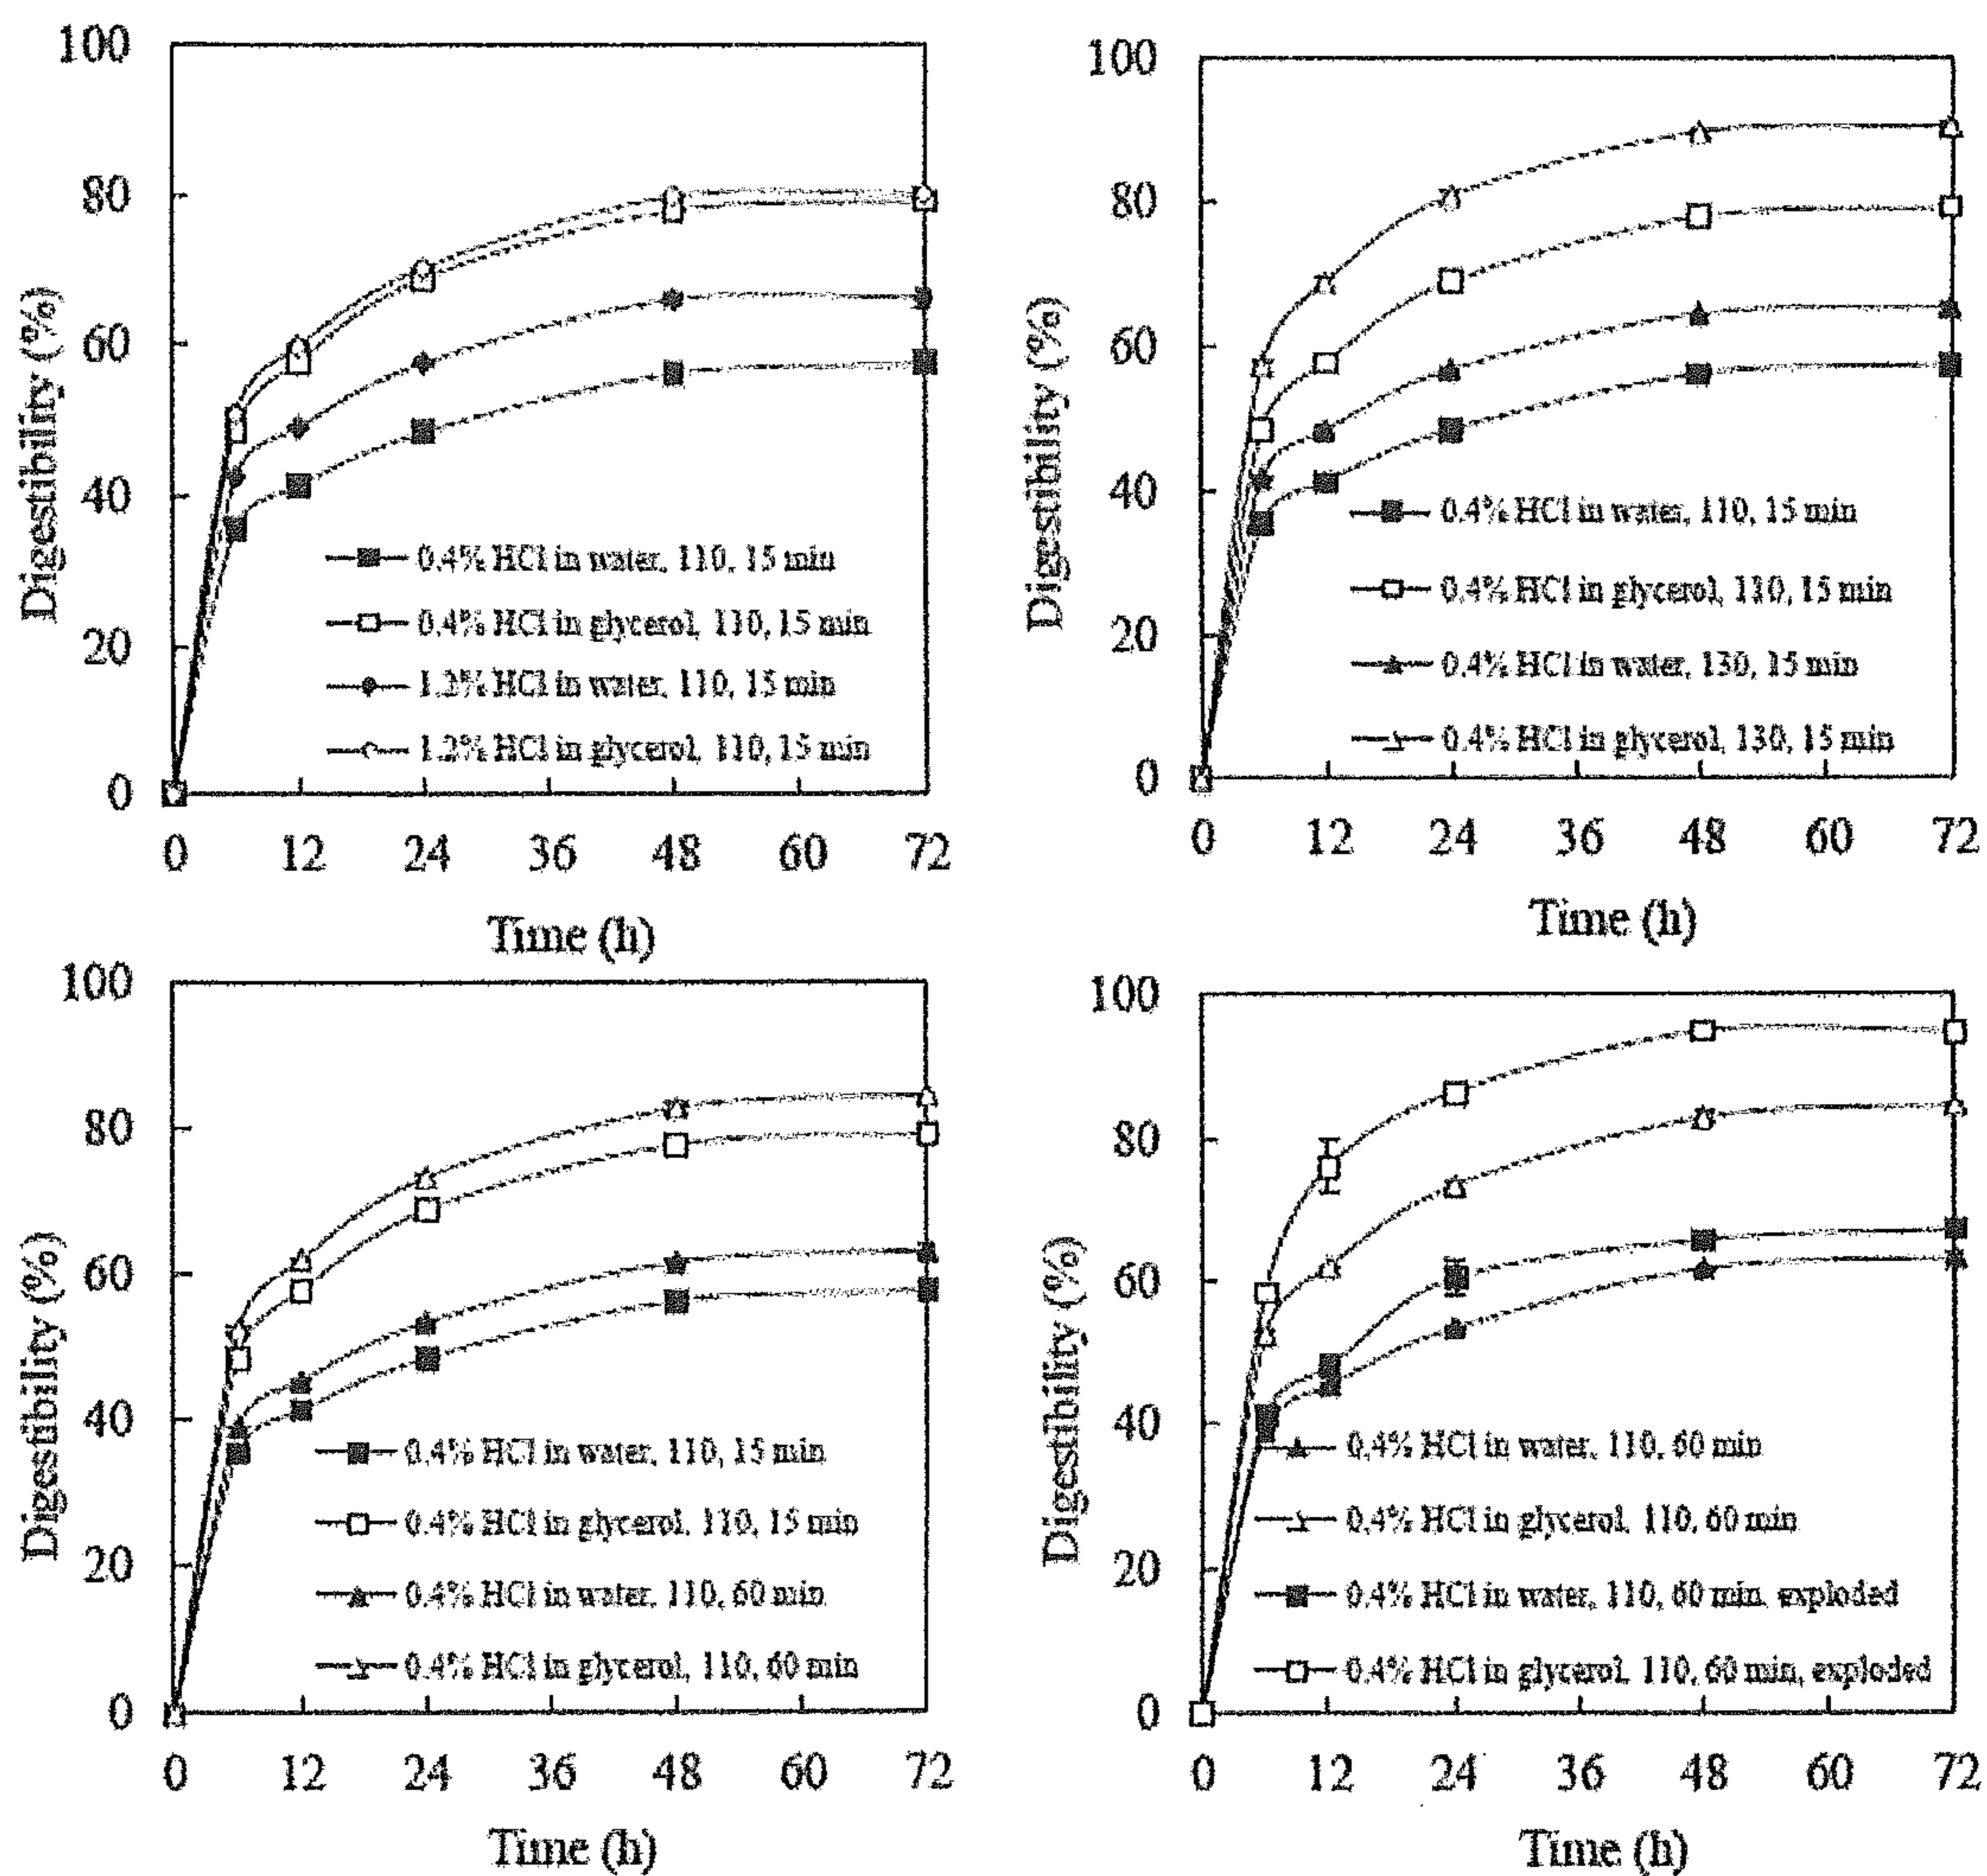 100
80
60
40
20
0
Digestibility (%)
0.4% HCl in water, 110, 15 min
0.4% HCl in glycerol, 110, 15 min
1.2% HCl in water, 110, 15 min
1.2% HCl in glycerol, 110, 15 min
0 12 24 36 48 60 72
Time (h)
100
80
60
40
20
0
Digestibility (%)
0.4% HCl in water, 110, 15 min
0.4% HCl in glycerol, 110, 15 min
0.4% HCl in water, 130, 15 min
0.4% HCl in glycerol, 130, 15 min
0 12 24 36 48 60 72
Time (h)
100
80
60
40
20
0
Digestibility (%)
0.4% HCl in water, 110, 15 min
0.4% HCl in glycerol, 110, 15 min
0.4% HCl in water, 110, 60 min
0.4% HCl in glycerol, 110, 60 min
0 12 24 36 48 60 72
Time (h)
100
80
60
40
20
0
Digestibility (%)
0.4% HCl in water, 110, 60 min
0.4% HCl in glycerol, 110, 60 min
0.4% HCl in water, 110, 60 min, exploded
0.4% HCl in glycerol, 110, 60 min, exploded
0 12 24 36 48 60 72
Time (h)